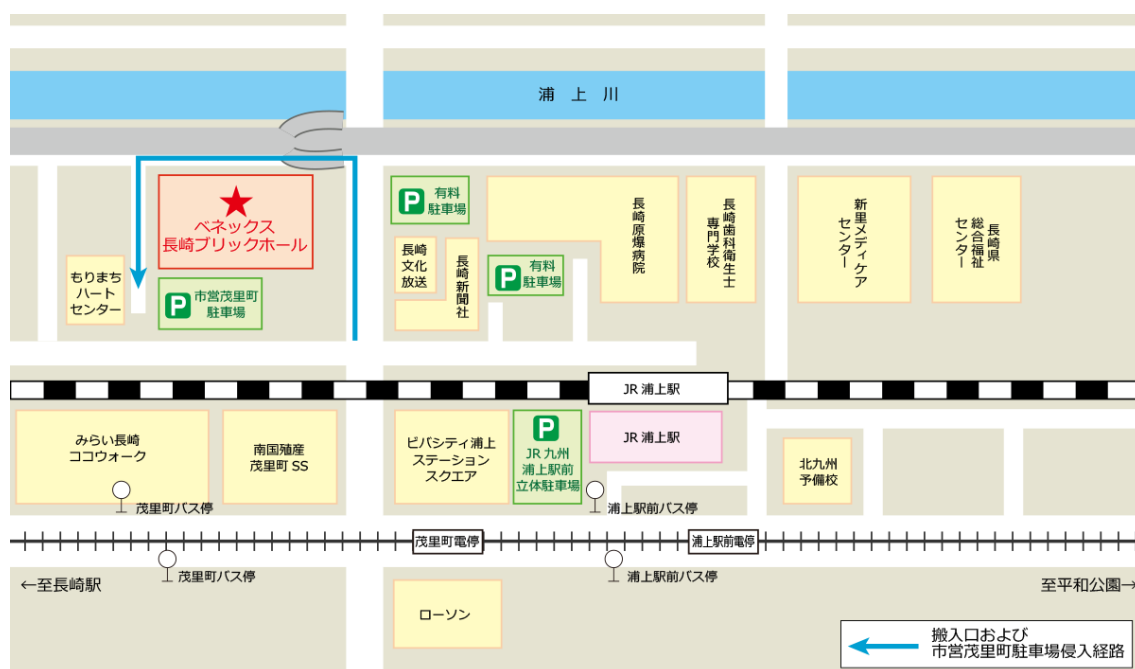 浦上川
P
有料
駐車場
ベネックス
長崎ブリックホール
長崎原爆病院
長崎歯科衛生士
専門学校
新里メディケア
センター
長崎県
総合福祉
センター
長崎
文化
放送
長崎新聞社
P
有料
駐車場
もりまち
ハート
センター
P
市営茂里町
駐車場
JR 浦上駅
みらい長崎
ココウォーク
南国殖産
茂里町 SS
ビバシティ浦上
ステーション
スクエア
P
JR 九州
浦上駅前
立体駐車場
JR 浦上駅
北九州
予備校
茂里町バス停
浦上駅前バス停
茂里町電停
浦上駅前電停
茂里町バス停
浦上駅前バス停
←至長崎駅
至平和公園→
ローソン
搬入口および
市営茂里町駐車場侵入経路